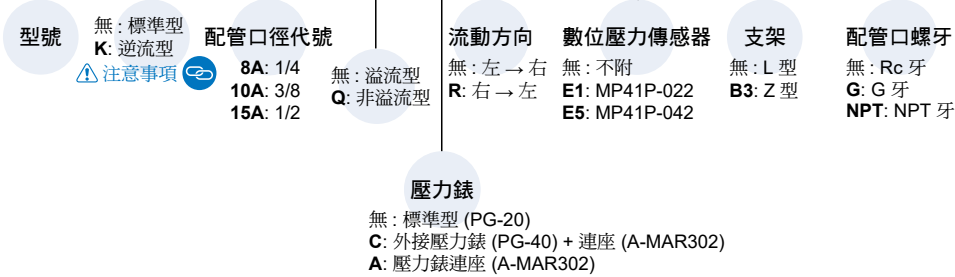 型號
無 : 標準型
K: 逆流型
⚠ 注意事項
配管口徑代號
8A: 1/4
10A: 3/8
15A: 1/2
無 : 溢流型
Q: 非溢流型
流動方向
無 : 左 → 右
R: 右 → 左
數位壓力傳感器
無 : 不附
E1: MP41P-022
E5: MP41P-042
支架
無 : L 型
B3: Z 型
配管口螺牙
無 : Rc 牙
G: G 牙
NPT: NPT 牙
壓力錶
無 : 標準型 (PG-20)
C: 外接壓力錶 (PG-40) + 連座 (A-MAR302)
A: 壓力錶連座 (A-MAR302)